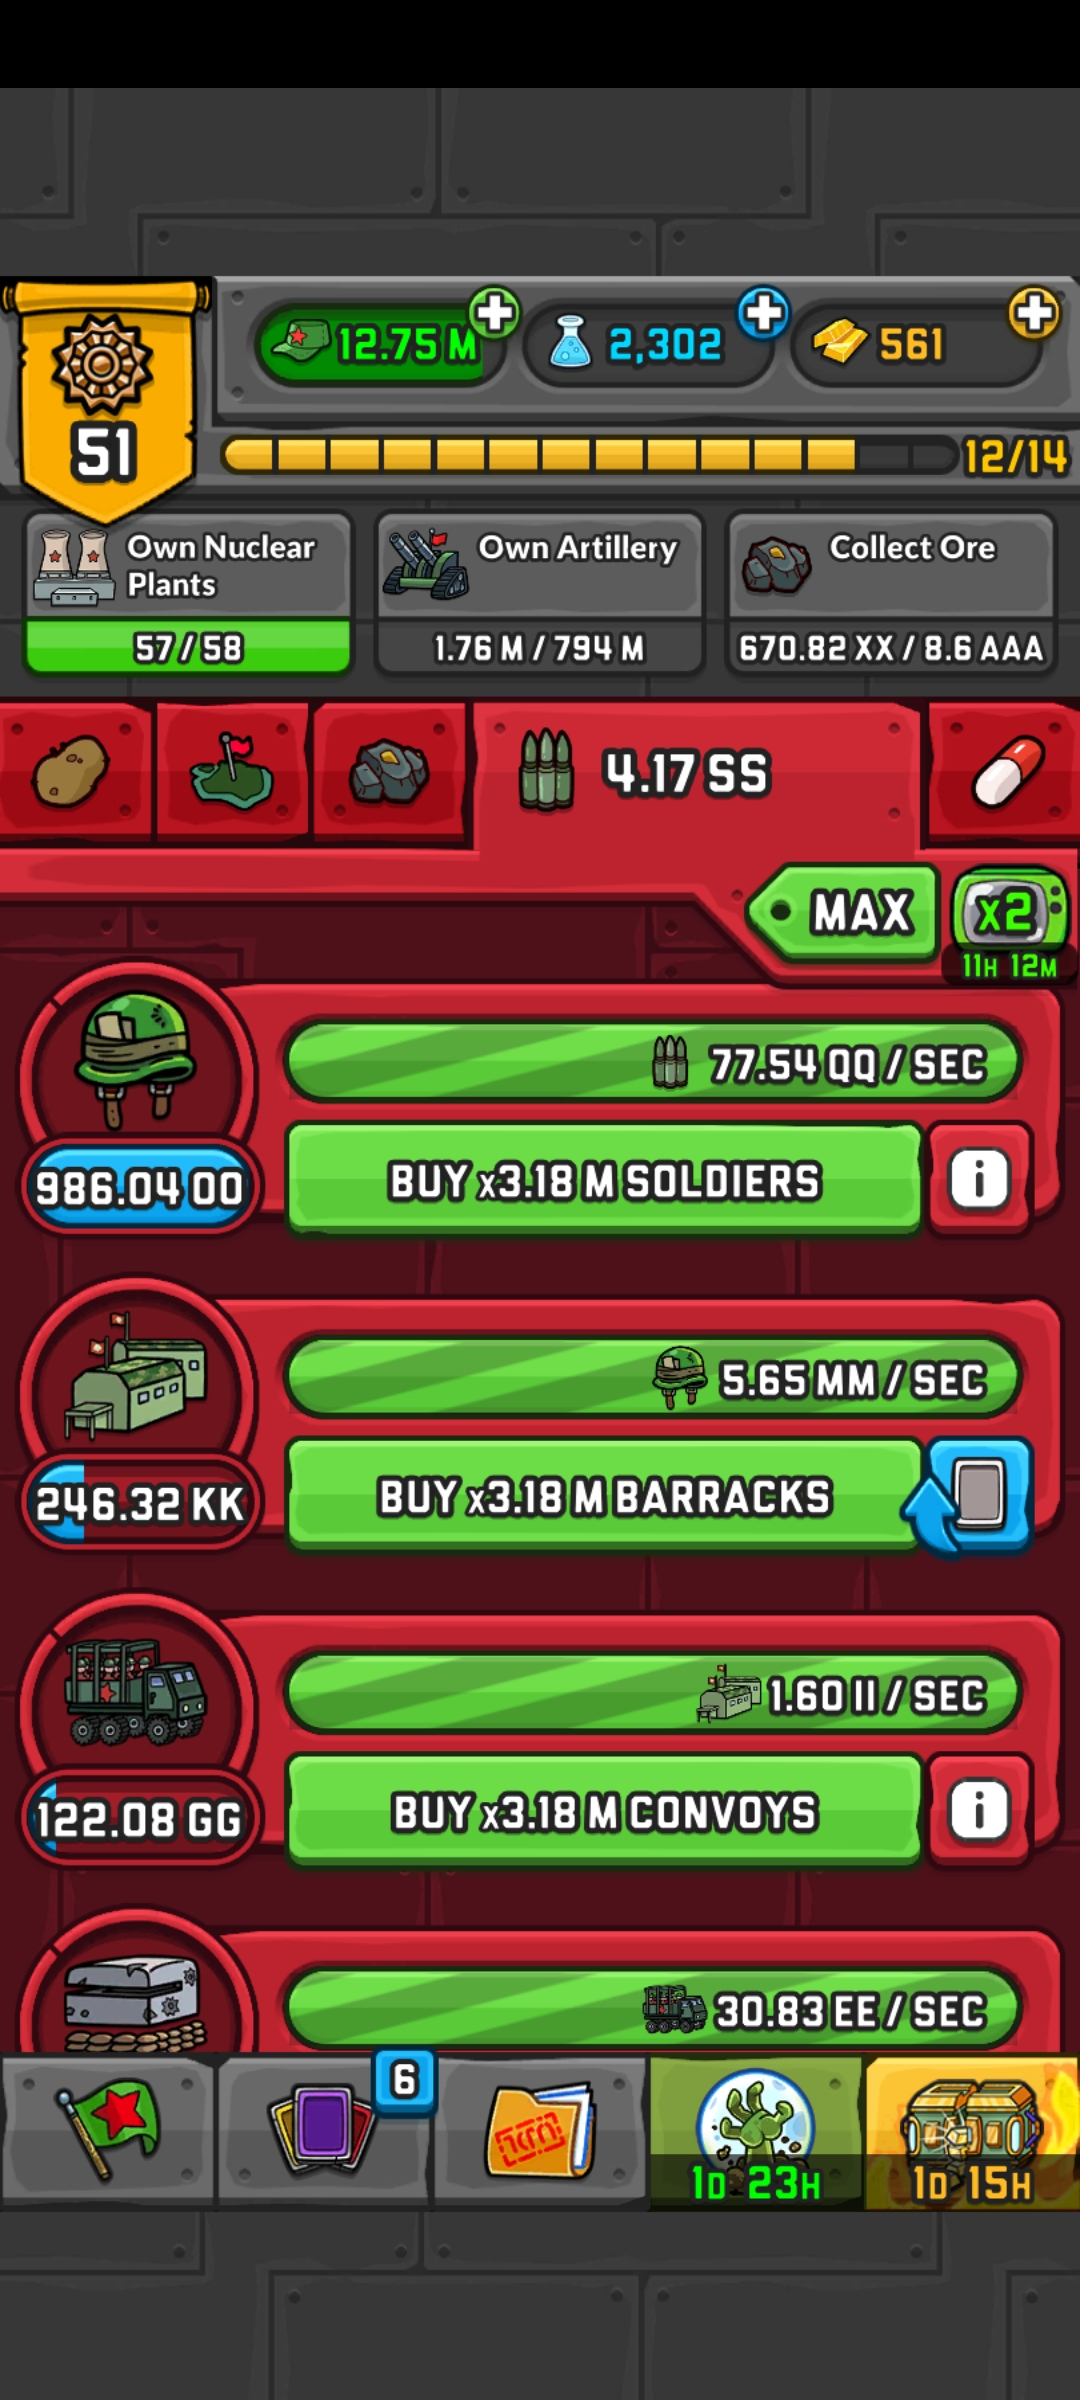 51
12.75 M
2,302
561
12/14
Own Nuclear
Plants
57 / 58
Own Artillery
1.76 M / 794 M
Collect Ore
670.82 XX / 8.6 AAA
4.17 SS
MAX
x2
11H 12M
77.54 QQ / SEC
986.04 OO
BUY x3.18 M SOLDIERS
i
5.65 MM / SEC
246.32 KK
BUY x3.18 M BARRACKS
1.60 II / SEC
122.08 GG
BUY x3.18 M CONVOYS
i
30.83 EE / SEC
6
1D 23H
1D 15H